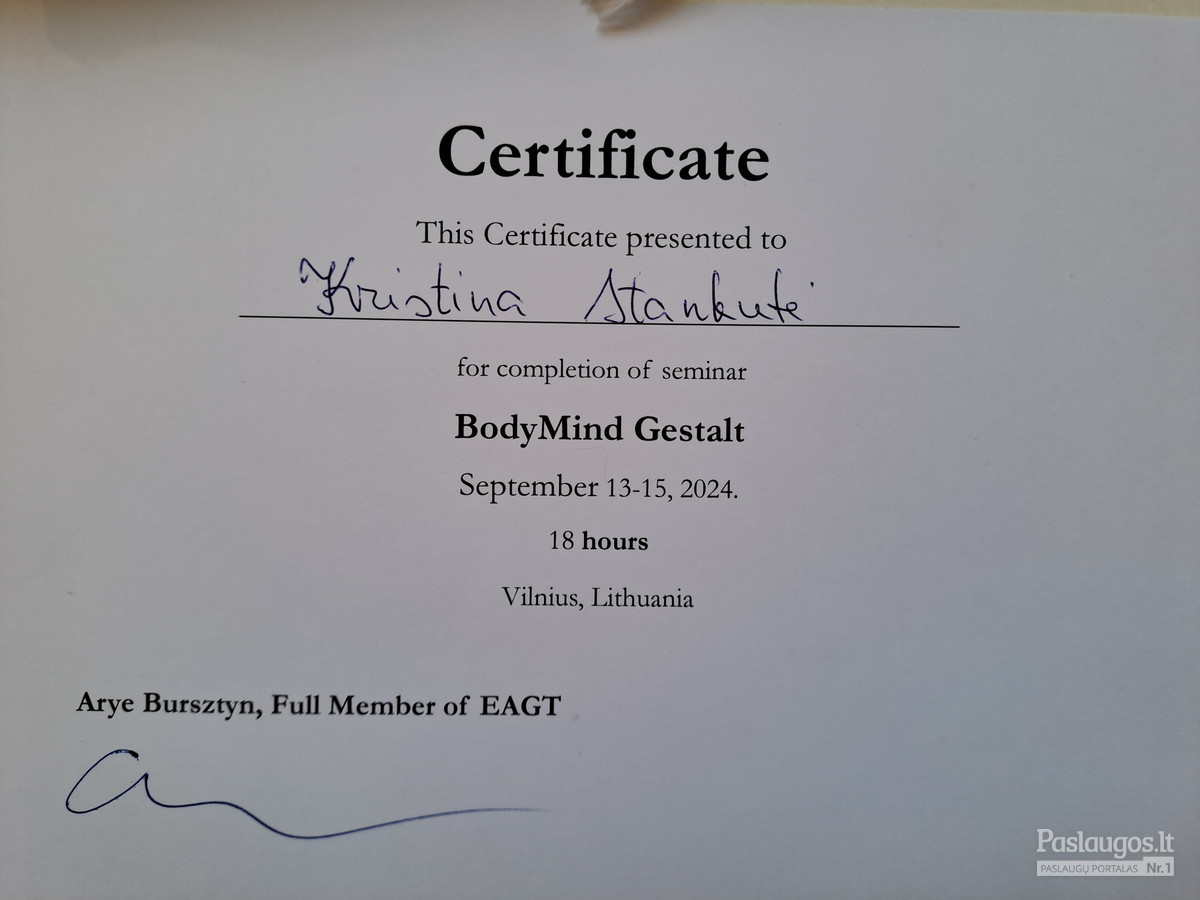 Certificate
This Certificate presented to
Kristina Stankutė
for completion of seminar
BodyMind Gestalt
September 13-15, 2024.
18 hours
Vilnius, Lithuania
Arye Bursztyn, Full Member of EAGT
Paslaugos.lt
PASLAUGŲ PORTALAS Nr.1